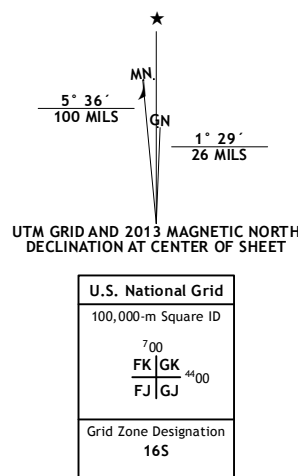 ★
MN.
5° 36´
100 MILS
GN
1° 29´
26 MILS
UTM GRID AND 2013 MAGNETIC NORTH
DECLINATION AT CENTER OF SHEET
U.S. National Grid
100,000-m Square ID
700
FK GK
4400
FJ GJ
Grid Zone Designation
16S